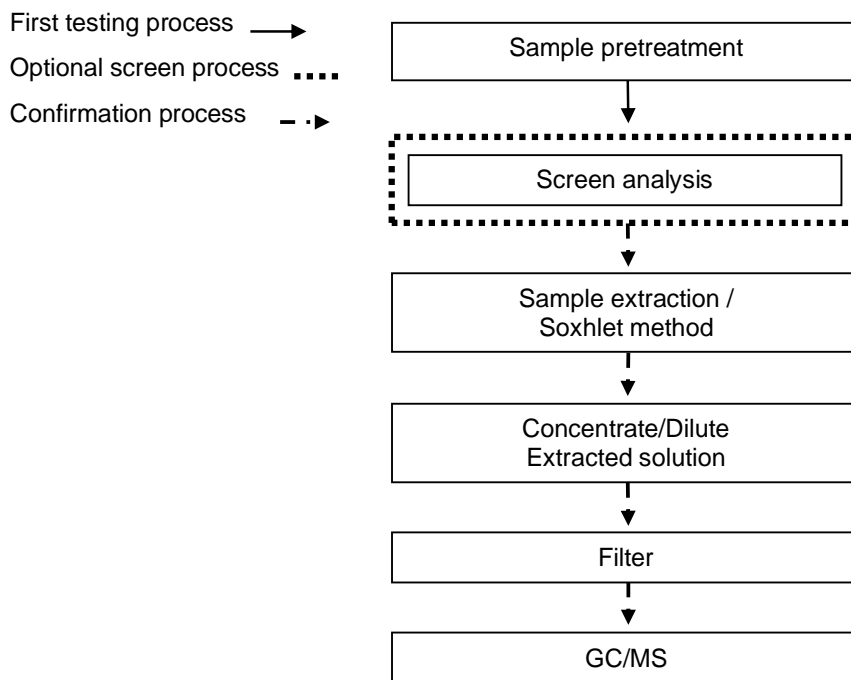 First testing process
Optional screen process
Confirmation process
Sample pretreatment
Screen analysis
Sample extraction /
Soxhlet method
Concentrate/Dilute
Extracted solution
Filter
GC/MS